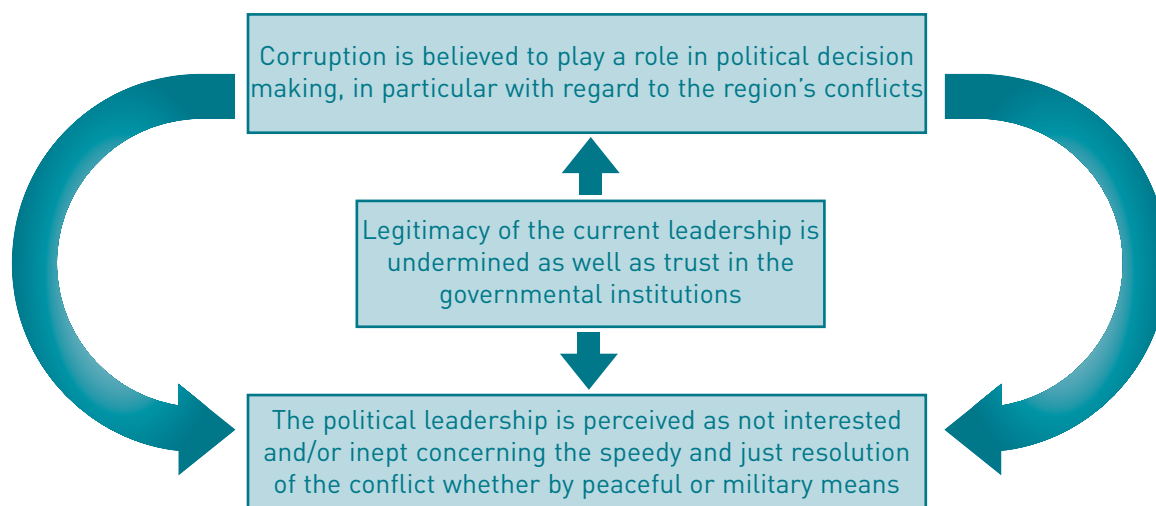 Corruption is believed to play a role in political decision
making, in particular with regard to the region's conflicts
Legitimacy of the current leadership is
undermined as well as trust in the
governmental institutions
The political leadership is perceived as not interested
and/or inept concerning the speedy and just resolution
of the conflict whether by peaceful or military means